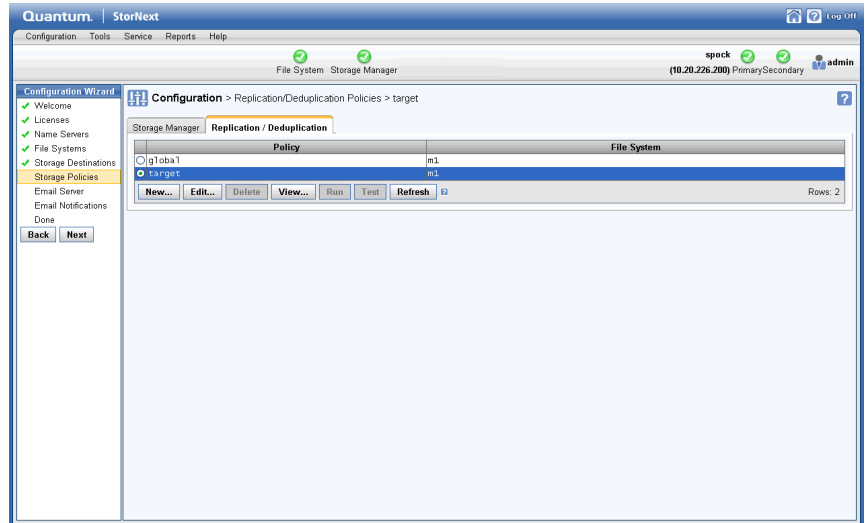 Quantum. StorNext
Log Off
Configuration Tools Service Reports Help
File System Storage Manager
spock
(10.20.226.200) Primary Secondary
admin
Configuration Wizard
Welcome
Licenses
Name Servers
File Systems
Storage Destinations
Storage Policies
Email Server
Email Notifications
Done
Back Next
Configuration > Replication/Deduplication Policies > target
Storage Manager Replication / Deduplication
Policy File System
global m1
target m1
New... Edit... Delete View... Run Test Refresh
Rows: 2